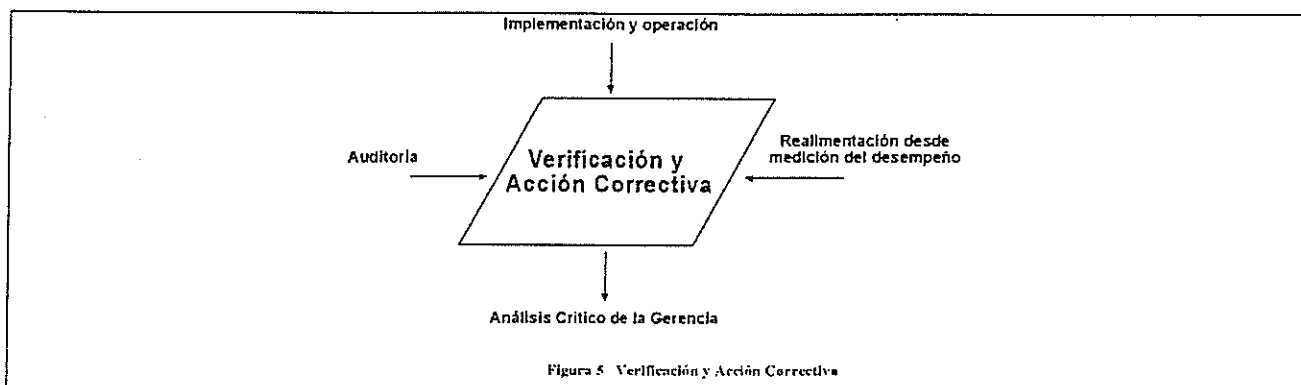 Implementación y operación
Auditoria
Verificación y
Acción Correctiva
Realimentación desde
medición del desempeño
Análisis Critico de la Gerencia
Figura 5 Verificación y Acción Correctiva